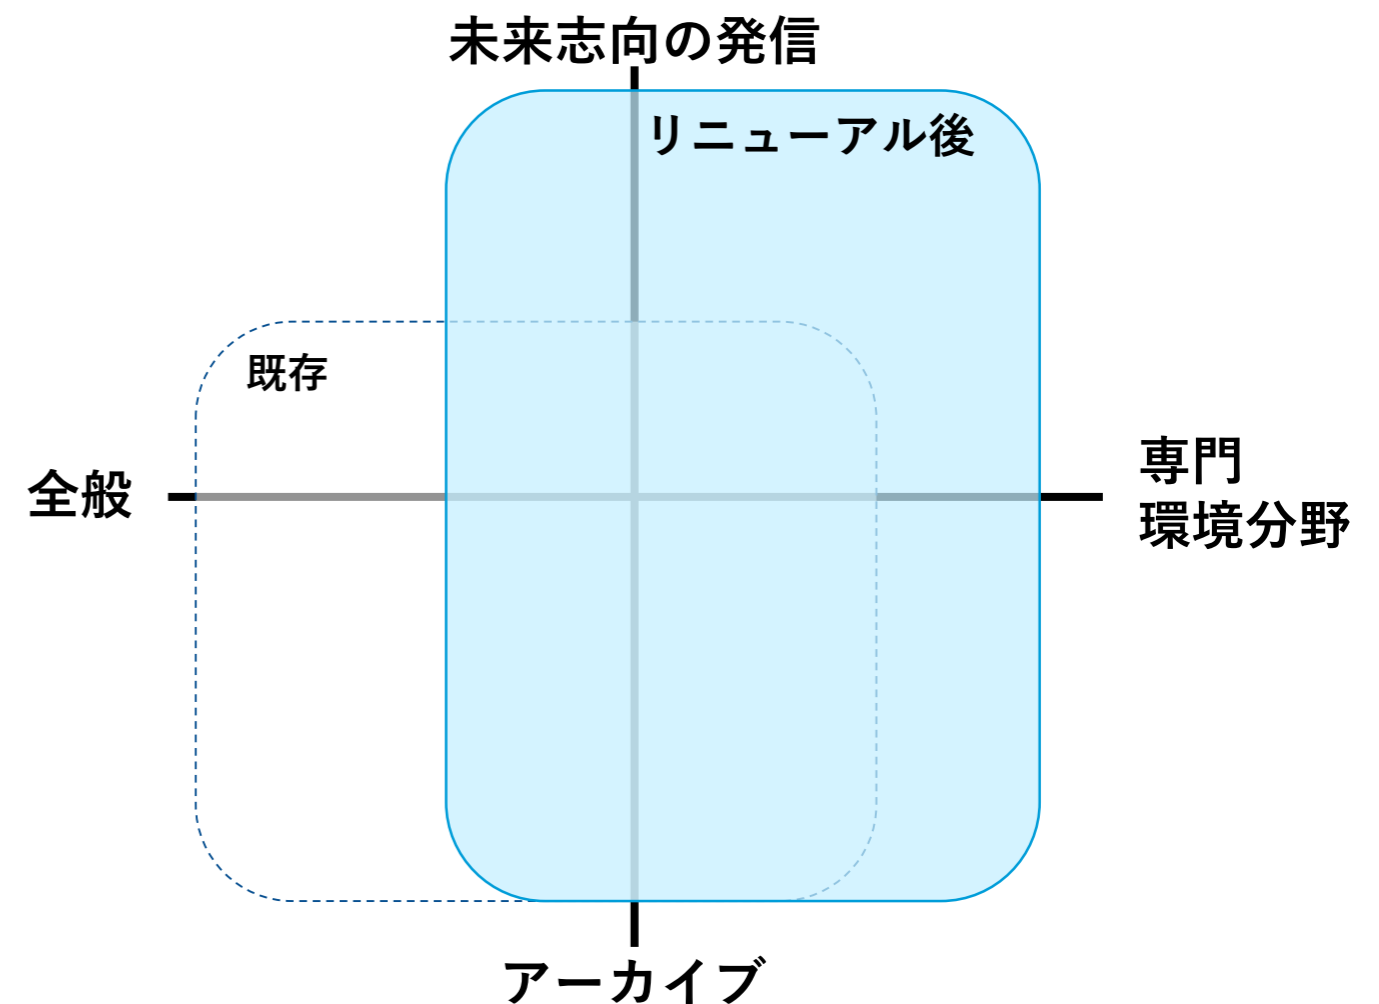 未来志向の発信
リニューアル後
既存
全般
専門
環境分野
アーカイブ